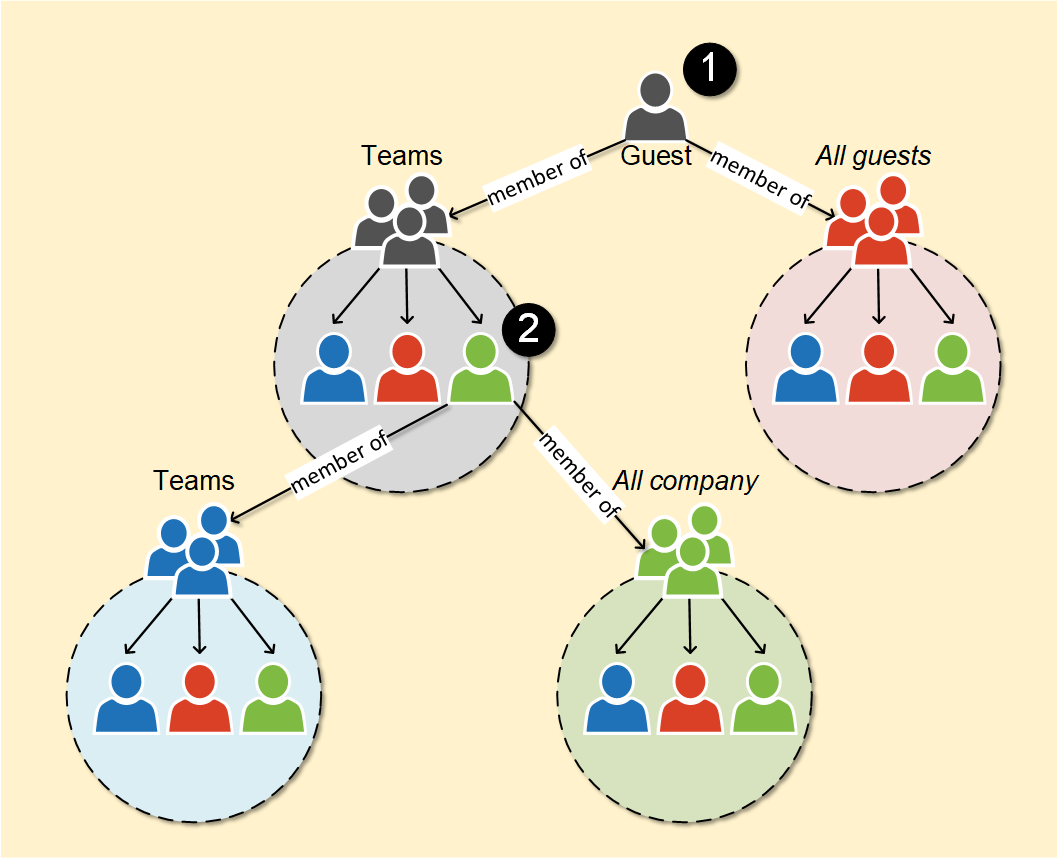 1
Teams
Guest
All guests
member of
member of
2
member of
member of
Teams
All company